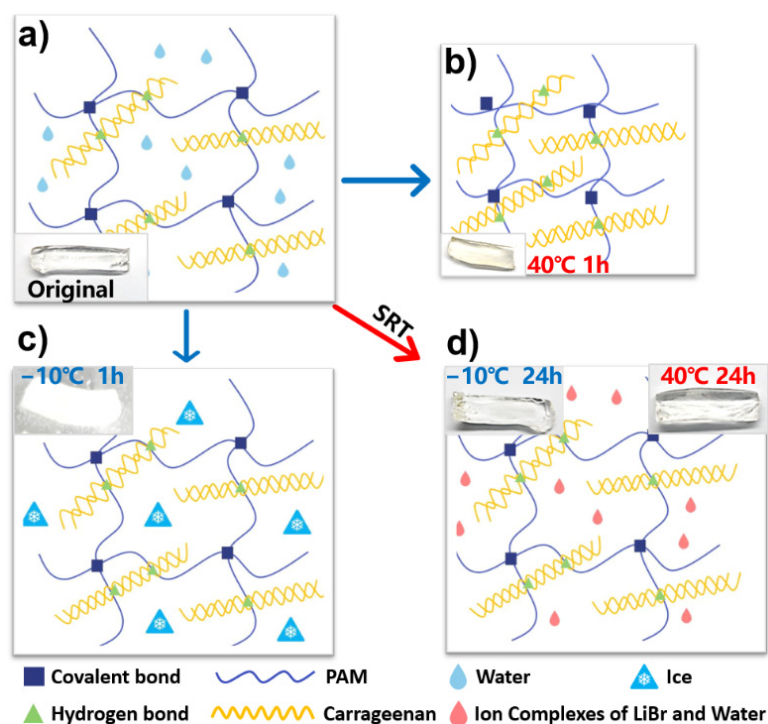 a)
Original
b)
40℃ 1h
SRT
c)
−10℃ 1h
d)
−10℃ 24h
40℃ 24h
Covalent bond
PAM
Water
Ice
Hydrogen bond
Carrageenan
Ion Complexes of LiBr and Water